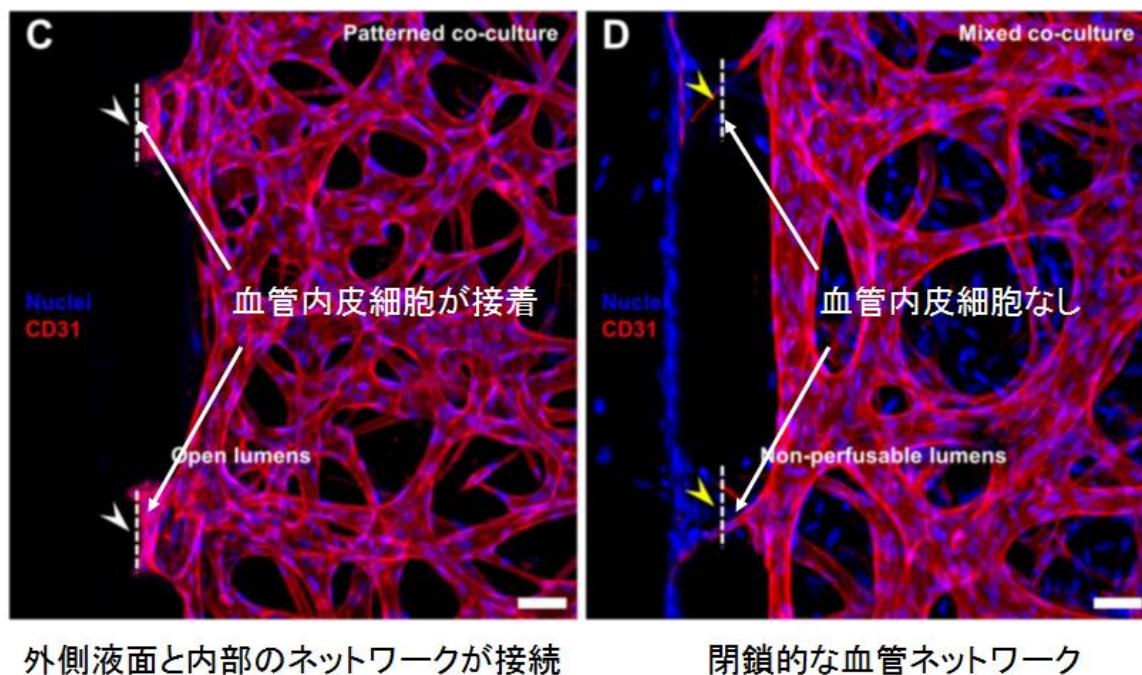 C
Patterned co-culture
D
Mixed co-culture
Nuclei
CD31
血管内皮細胞が接着
Nuclei
CD31
血管内皮細胞なし
Open lumens
Non-perfusable lumens
外側液面と内部のネットワークが接続
閉鎖的な血管ネットワーク